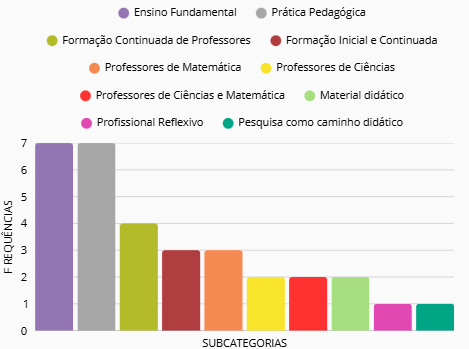 Ensino Fundamental Prática Pedagógica
Formação Continuada de Professores Formação Inicial e Continuada
Professores de Matemática Professores de Ciências
Professores de Ciências e Matemática Material didático
Profissional Reflexivo Pesquisa como caminho didático
7
6
5
4
3
2
1
0
F REQUÊNCIAS
SUBCATEGORIAS